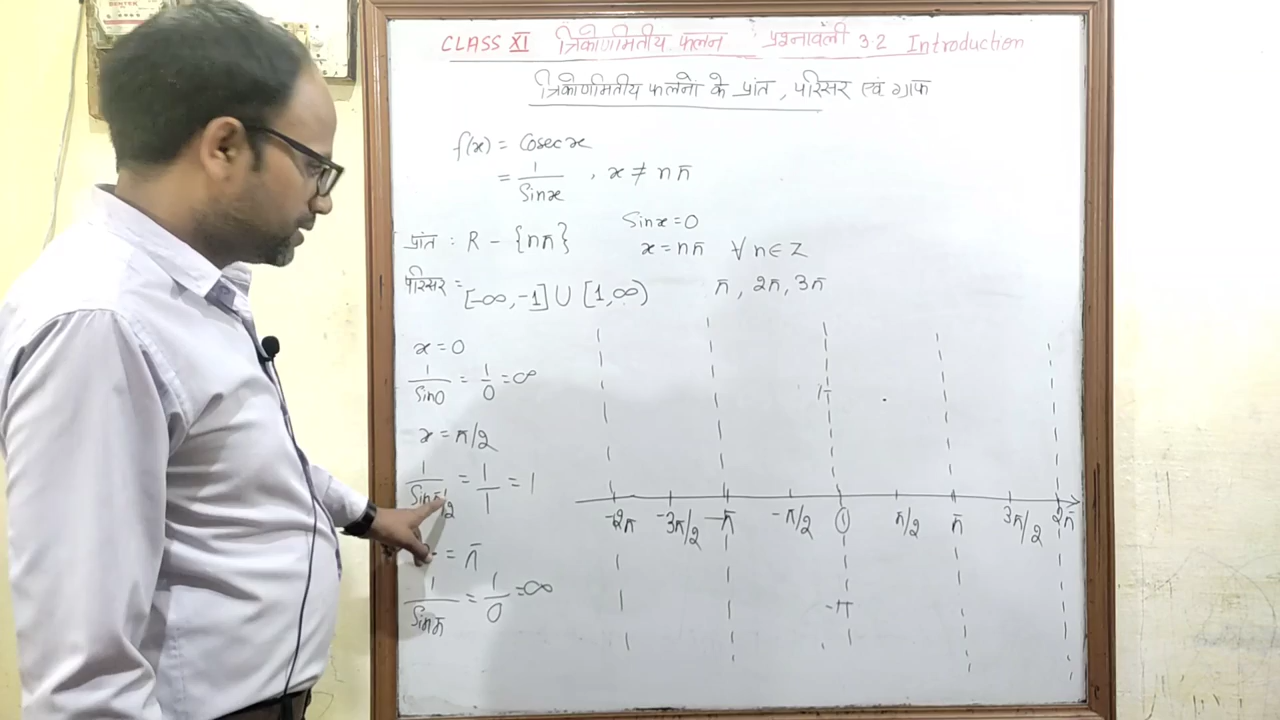 CLASS XI त्रिकोणमितीय फलन प्रश्नावली 3.2 Introduction
त्रिकोणमितीय फलनों के प्रांत, परिसर एवं ग्राफ
f(x) = Cosec x
= 1/Sinx , x ≠ nπ
Sinx = 0
प्रांत : R - {nπ} x = nπ ∀ n ∈ Z
परिसर = [-∞, -1] ∪ [1, ∞) π, 2π, 3π
x = 0
1/Sin0 = 1/0 = ∞
x = π/2
1/Sinπ/2 = 1/1 = 1
= π
1/Sinπ = 1/0 = ∞
1
-2π -3π/2 -π -π/2 0 π/2 π 3π/2 2π
-1